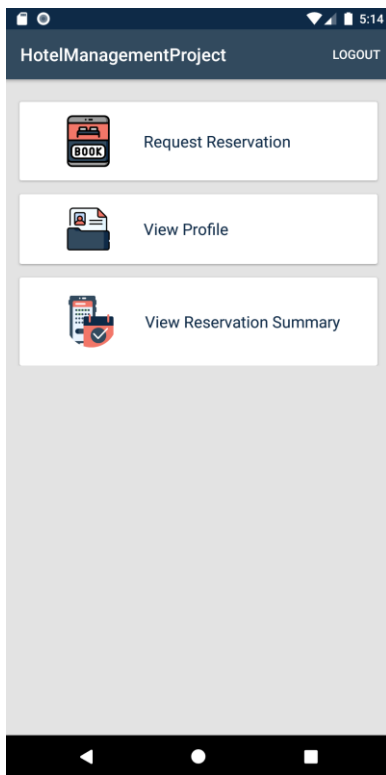 5:14
HotelManagementProject
LOGOUT
BOOK
Request Reservation
View Profile
View Reservation Summary